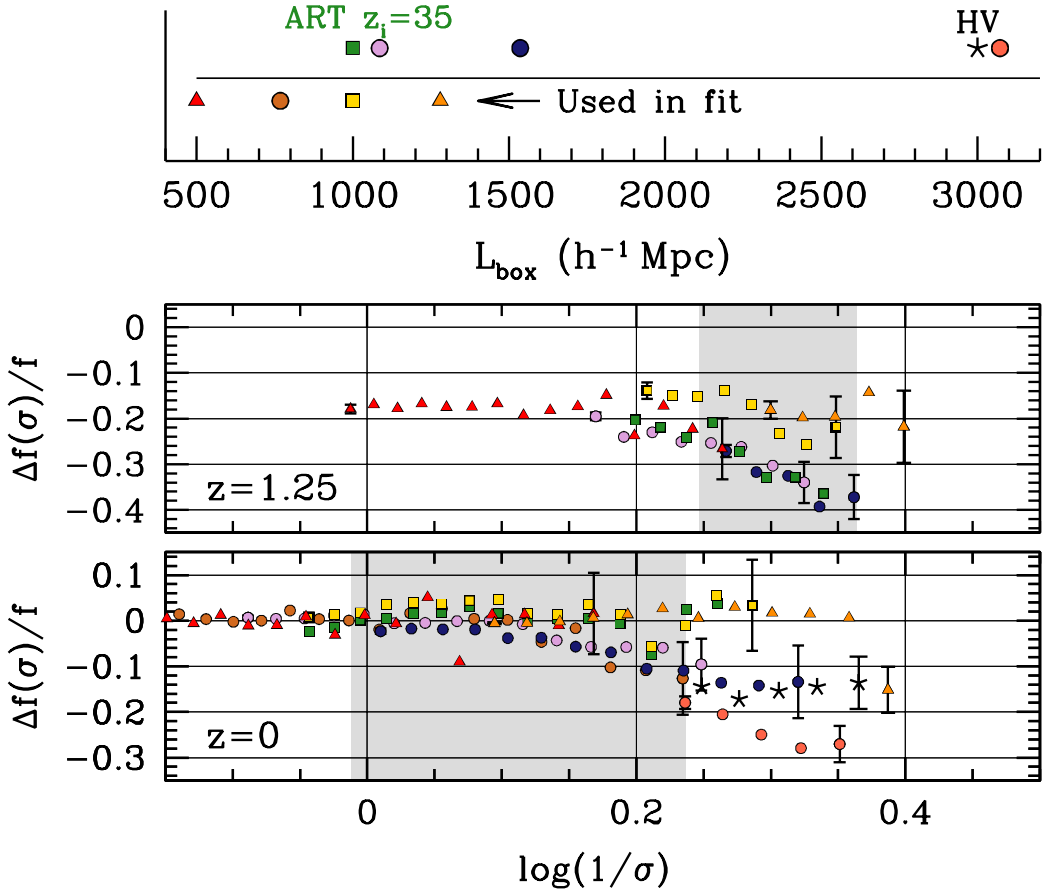 ART z_i=35
HV
Used in fit
500 1000 1500 2000 2500 3000
L_box (h⁻¹ Mpc)
Δf(σ)/f
0
−0.1
−0.2
−0.3
−0.4
z=1.25
Δf(σ)/f
0.1
0
−0.1
−0.2
−0.3
z=0
0 0.2 0.4
log(1/σ)